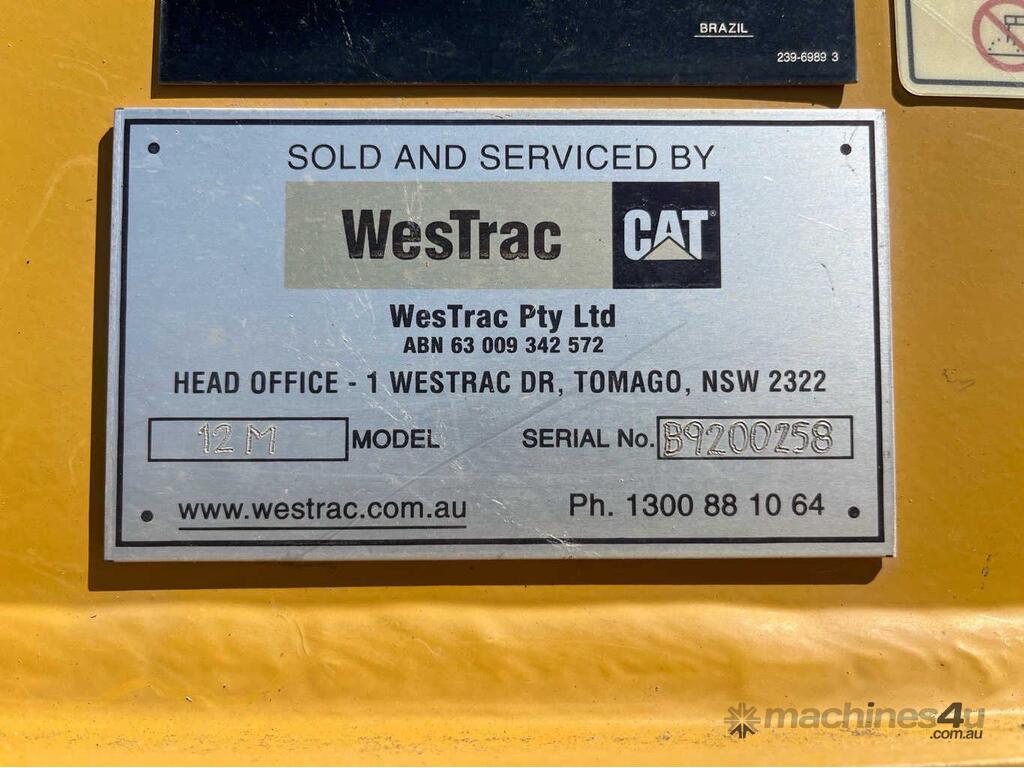 BRAZIL
239-6989 3
SOLD AND SERVICED BY
WesTrac CAT®
WesTrac Pty Ltd
ABN 63 009 342 572
HEAD OFFICE - 1 WESTRAC DR, TOMAGO, NSW 2322
12M MODEL SERIAL No. B9200258
www.westrac.com.au Ph. 1300 88 10 64
machines4u
.com.au